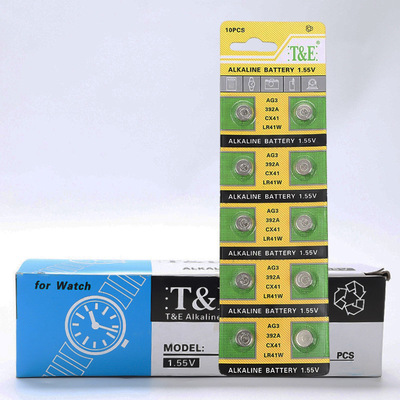 10PCS
T&E
ALKALINE BATTERY 1.55V
AG3
392A
CX41
LR41W
ALKALINE BATTERY 1.55V
AG3
392A
CX41
LR41W
ALKALINE BATTERY 1.55V
AG3
392A
CX41
LR41W
ALKALINE BATTERY 1.55V
AG3
392A
CX41
LR41W
ALKALINE BATTERY 1.55V
AG3
392A
CX41
LR41W
ALKALINE BATTERY 1.55V
for Watch
T&E
T&E Alkaline
MODEL:
1.55V
PCS